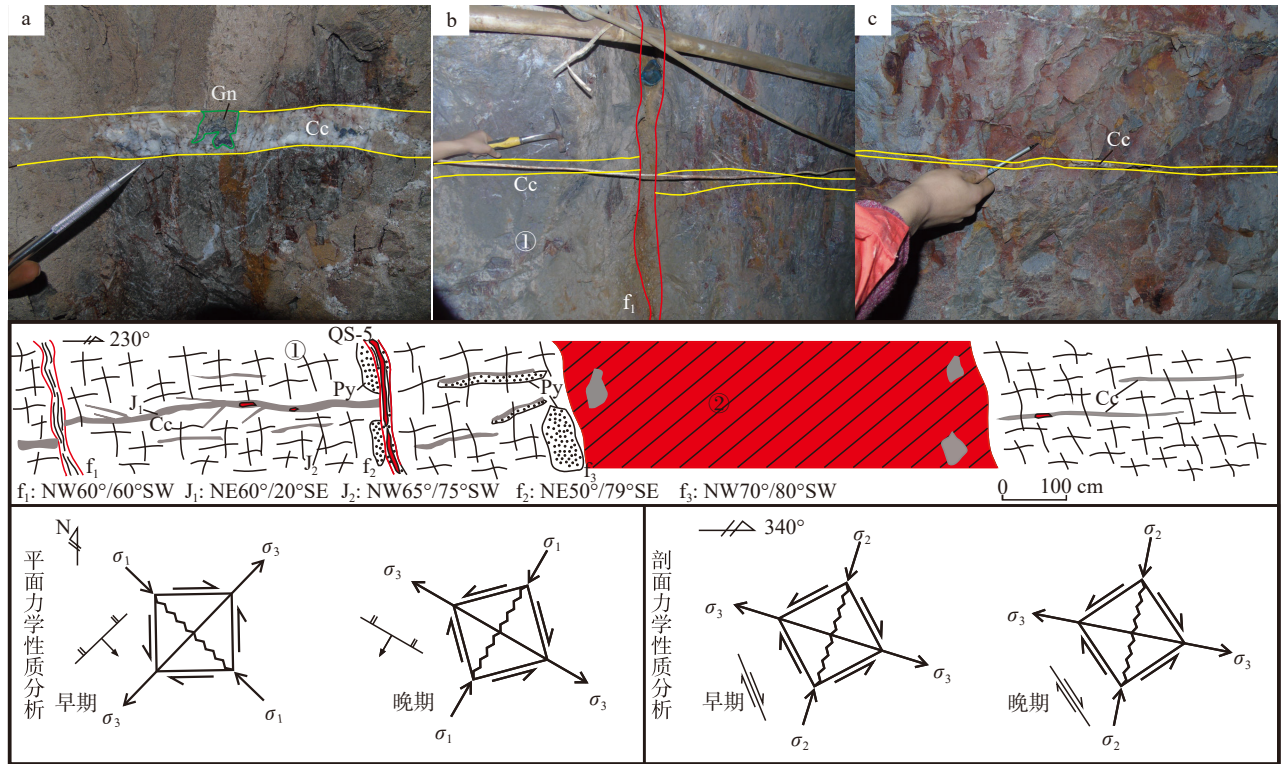 a
Gn
Cc
b
Cc
①
f₁
c
Cc
230°
①
QS-5
Py
Py
J₁
Cc
J₂
f₁
f₂
f₃
②
Cc
f₁: NW60°/60°SW J₁: NE60°/20°SE J₂: NW65°/75°SW f₂: NE50°/79°SE f₃: NW70°/80°SW
0 100 cm
平面力学性质分析
N
σ₁
σ₃
早期
σ₃
σ₁
σ₃
σ₁
晚期
σ₃
σ₁
剖面力学性质分析
340°
σ₂
σ₃
早期
σ₃
σ₂
σ₂
σ₃
晚期
σ₃
σ₂